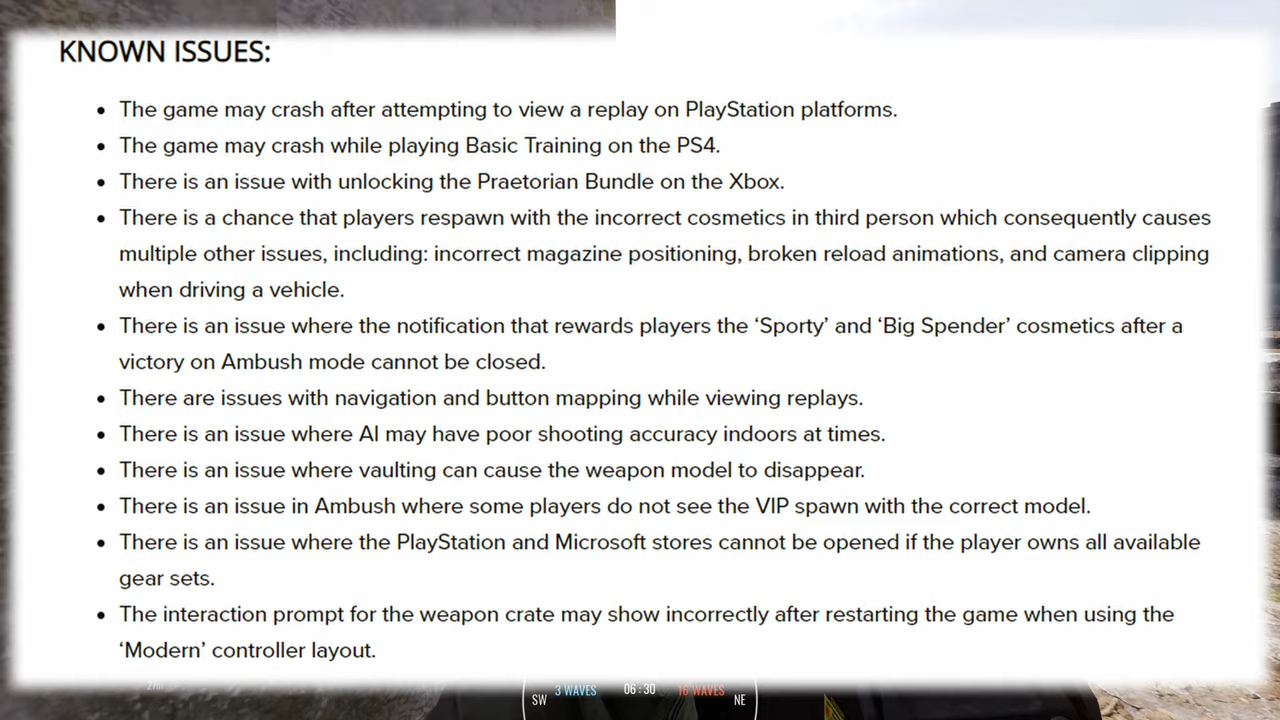 KNOWN ISSUES:
• The game may crash after attempting to view a replay on PlayStation platforms.
• The game may crash while playing Basic Training on the PS4.
• There is an issue with unlocking the Praetorian Bundle on the Xbox.
• There is a chance that players respawn with the incorrect cosmetics in third person which consequently causes
multiple other issues, including: incorrect magazine positioning, broken reload animations, and camera clipping
when driving a vehicle.
• There is an issue where the notification that rewards players the ‘Sporty’ and ‘Big Spender’ cosmetics after a
victory on Ambush mode cannot be closed.
• There are issues with navigation and button mapping while viewing replays.
• There is an issue where AI may have poor shooting accuracy indoors at times.
• There is an issue where vaulting can cause the weapon model to disappear.
• There is an issue in Ambush where some players do not see the VIP spawn with the correct model.
• There is an issue where the PlayStation and Microsoft stores cannot be opened if the player owns all available
gear sets.
• The interaction prompt for the weapon crate may show incorrectly after restarting the game when using the
‘Modern’ controller layout.
3 WAVES 06:30 16 WAVES
SW NE